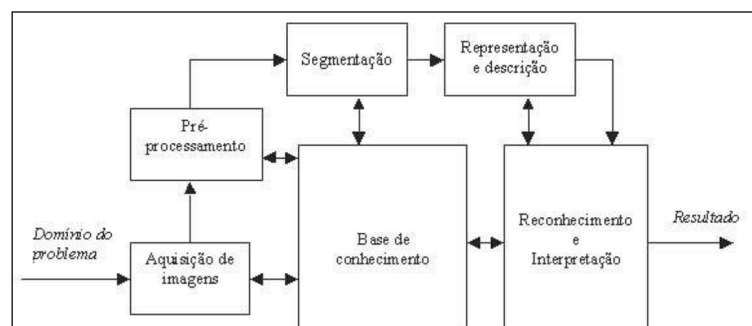 Segmentação
Representação
e descrição
Pré-
processamento
Domínio do
problema
Aquisição de
imagens
Base de
conhecimento
Reconhecimento
e
Interpretação
Resultado